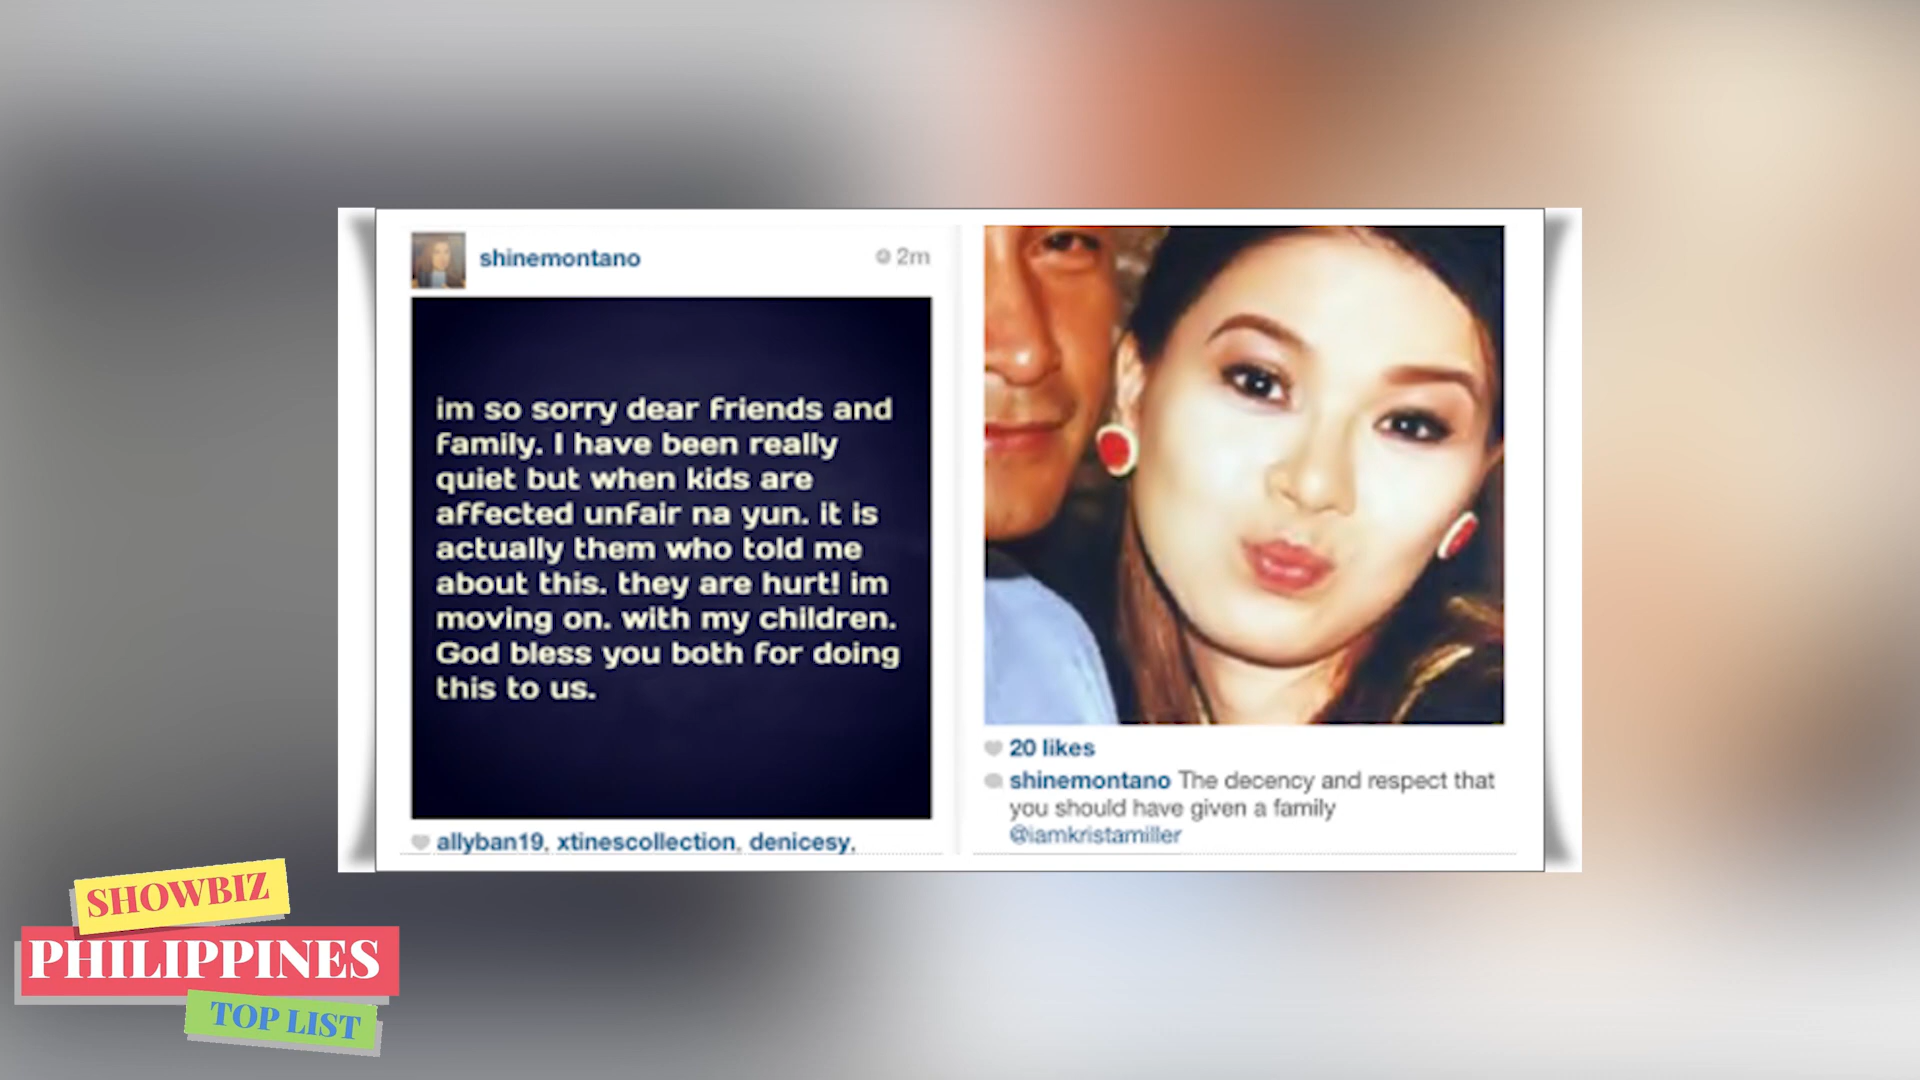 shinemontano
2m
im so sorry dear friends and
family. I have been really
quiet but when kids are
affected unfair na yun. it is
actually them who told me
about this. they are hurt! im
moving on. with my children.
God bless you both for doing
this to us.
allyban19, xtinescollection, denicesy,
20 likes
shinemontano The decency and respect that
you should have given a family
@iamkristamiller
SHOWBIZ
PHILIPPINES
TOP LIST